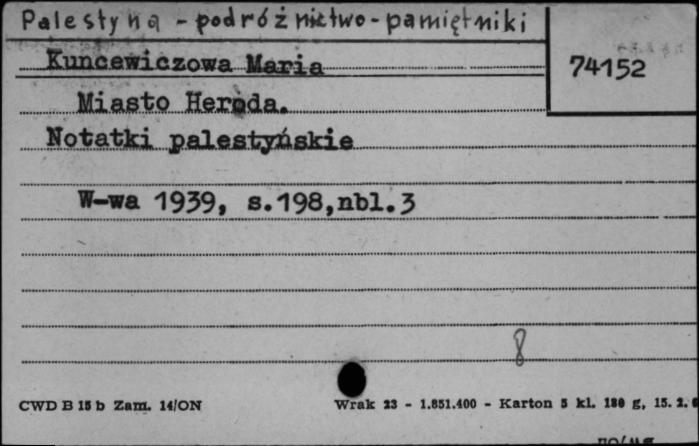 Palestyna - podróżnictwo - pamiętniki
74152
Kuncewiczowa Maria
Miasto Heroda.
Notatki palestyńskie
W-wa 1939, s.198,nbl.3
8
CWD B 15 b Zam. 14/ON
Wrak 23 - 1.851.400 - Karton 5 kl. 180 g, 15. 2.